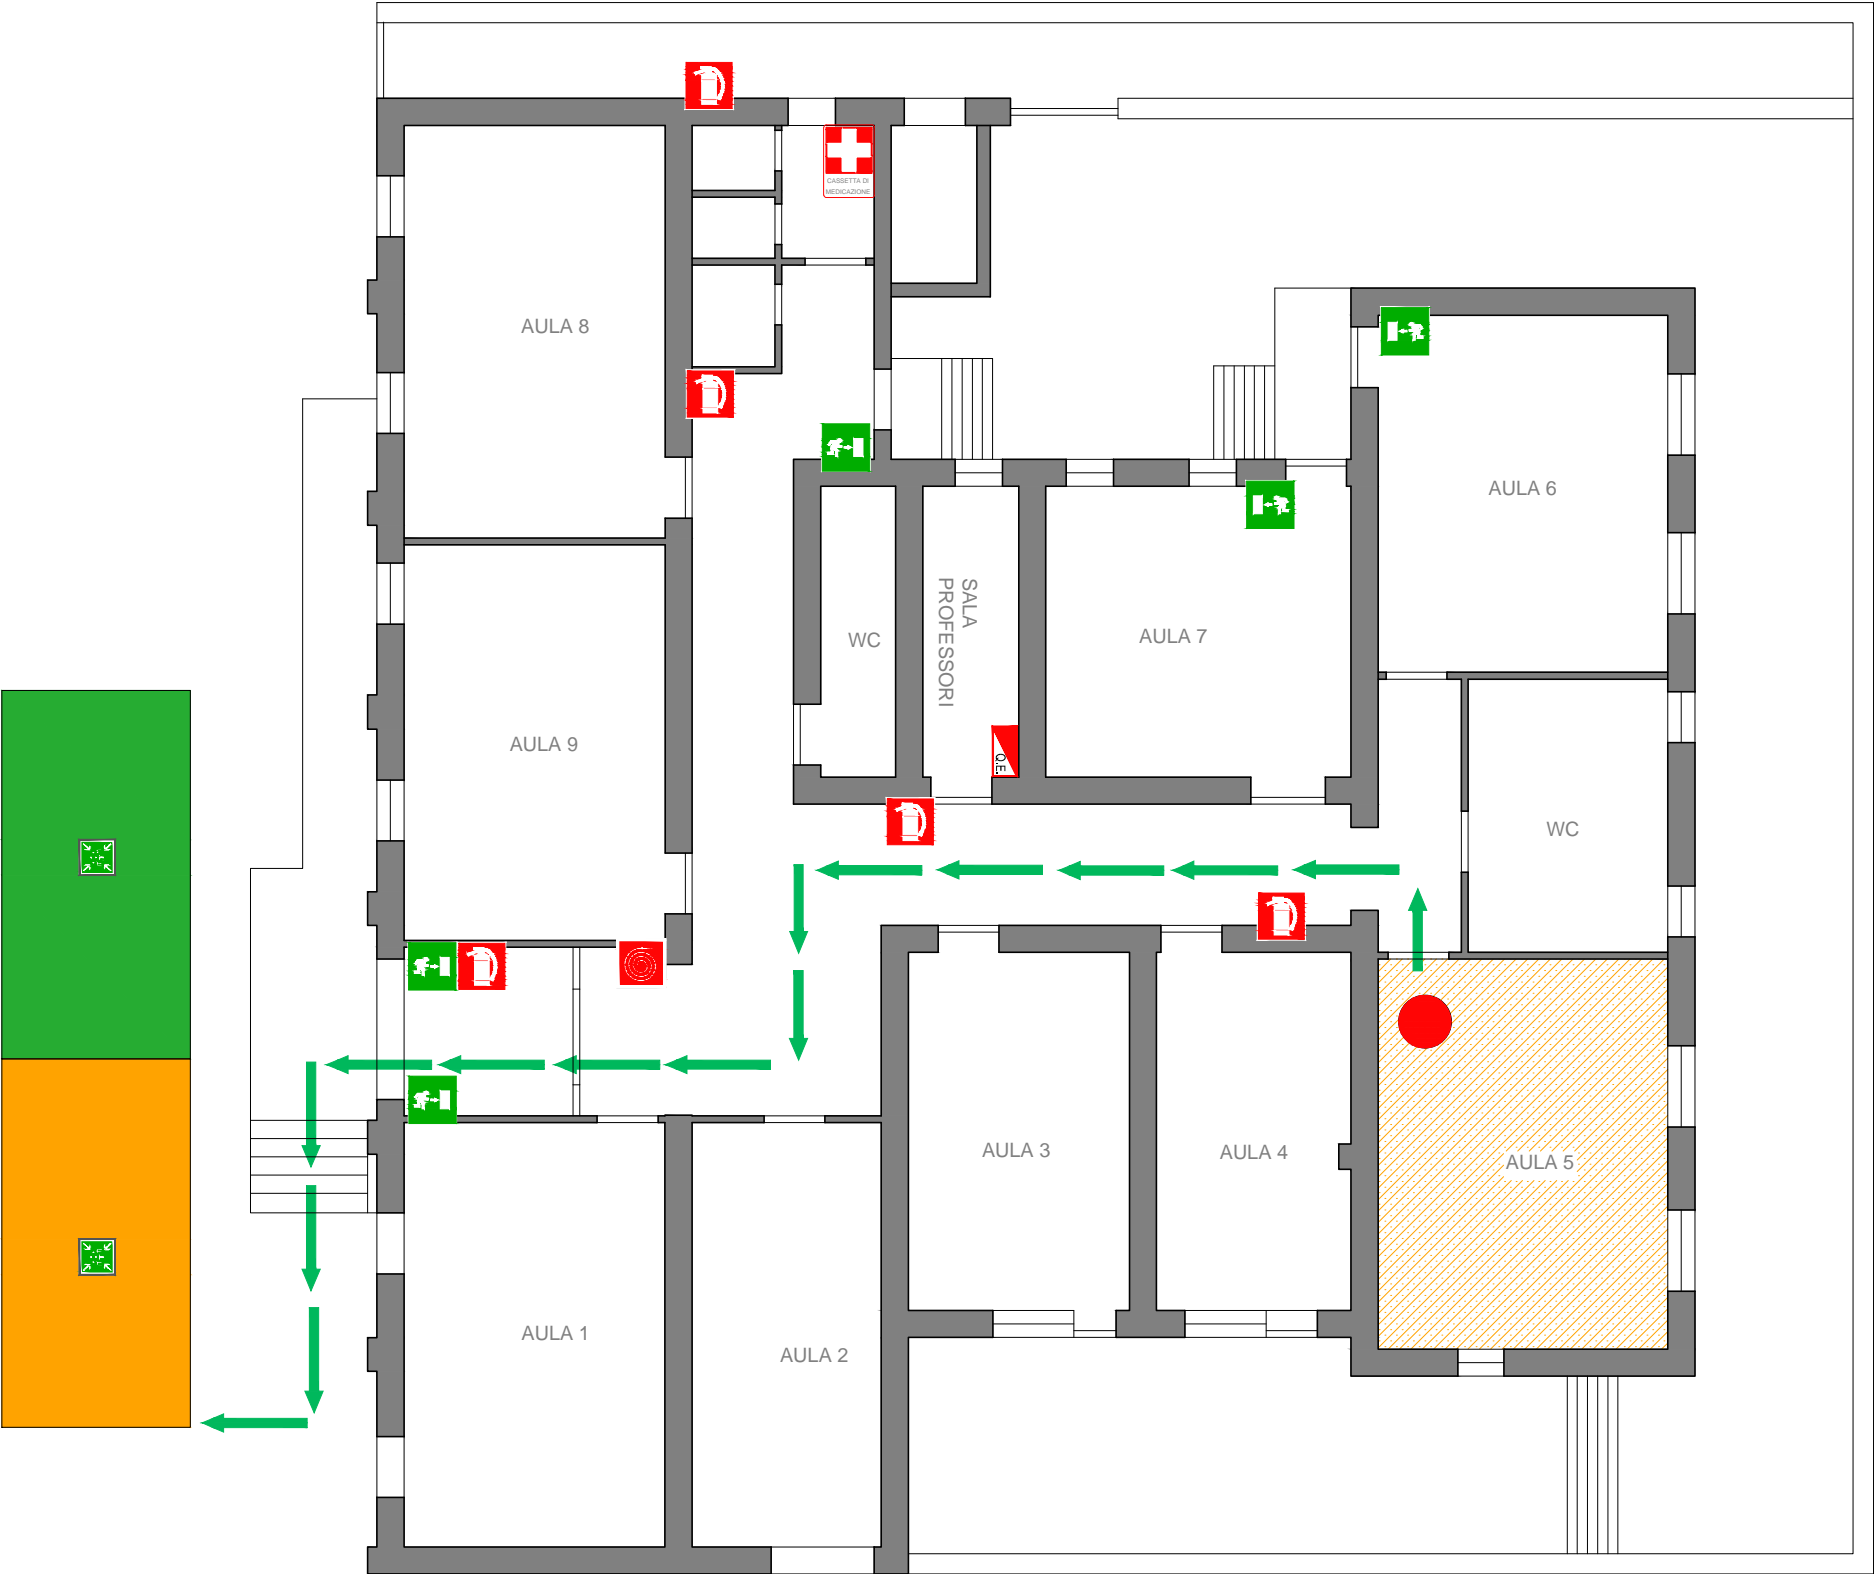 CASSETTA DI
MEDICAZIONE
AULA 8
AULA 6
SALA
PROFESSORI
WC
AULA 7
AULA 9
Q.E.
WC
AULA 3
AULA 4
AULA 5
AULA 1
AULA 2